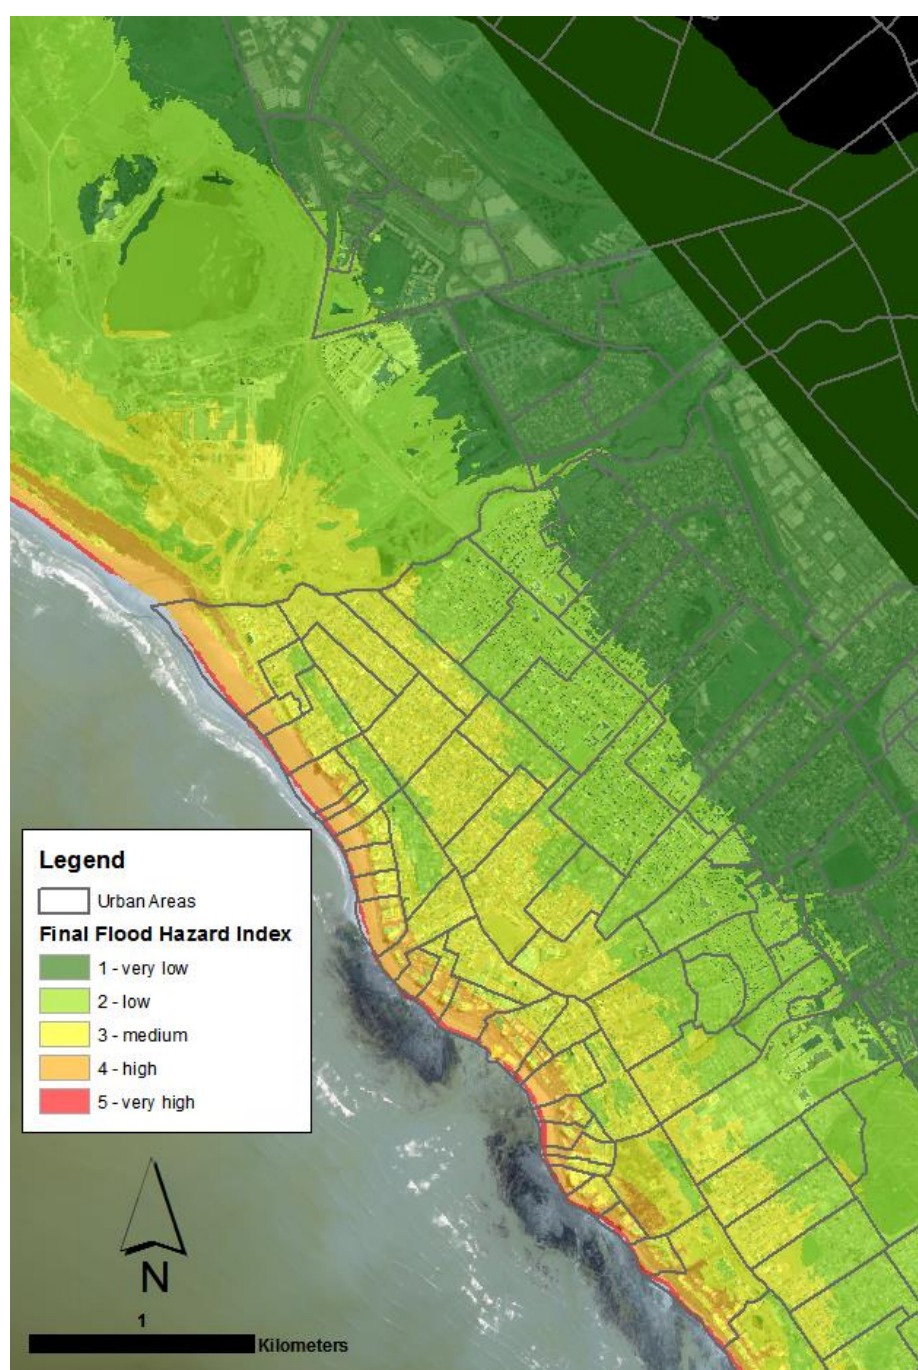 Legend
Urban Areas
Final Flood Hazard Index
1 - very low
2 - low
3 - medium
4 - high
5 - very high
N
1
Kilometers